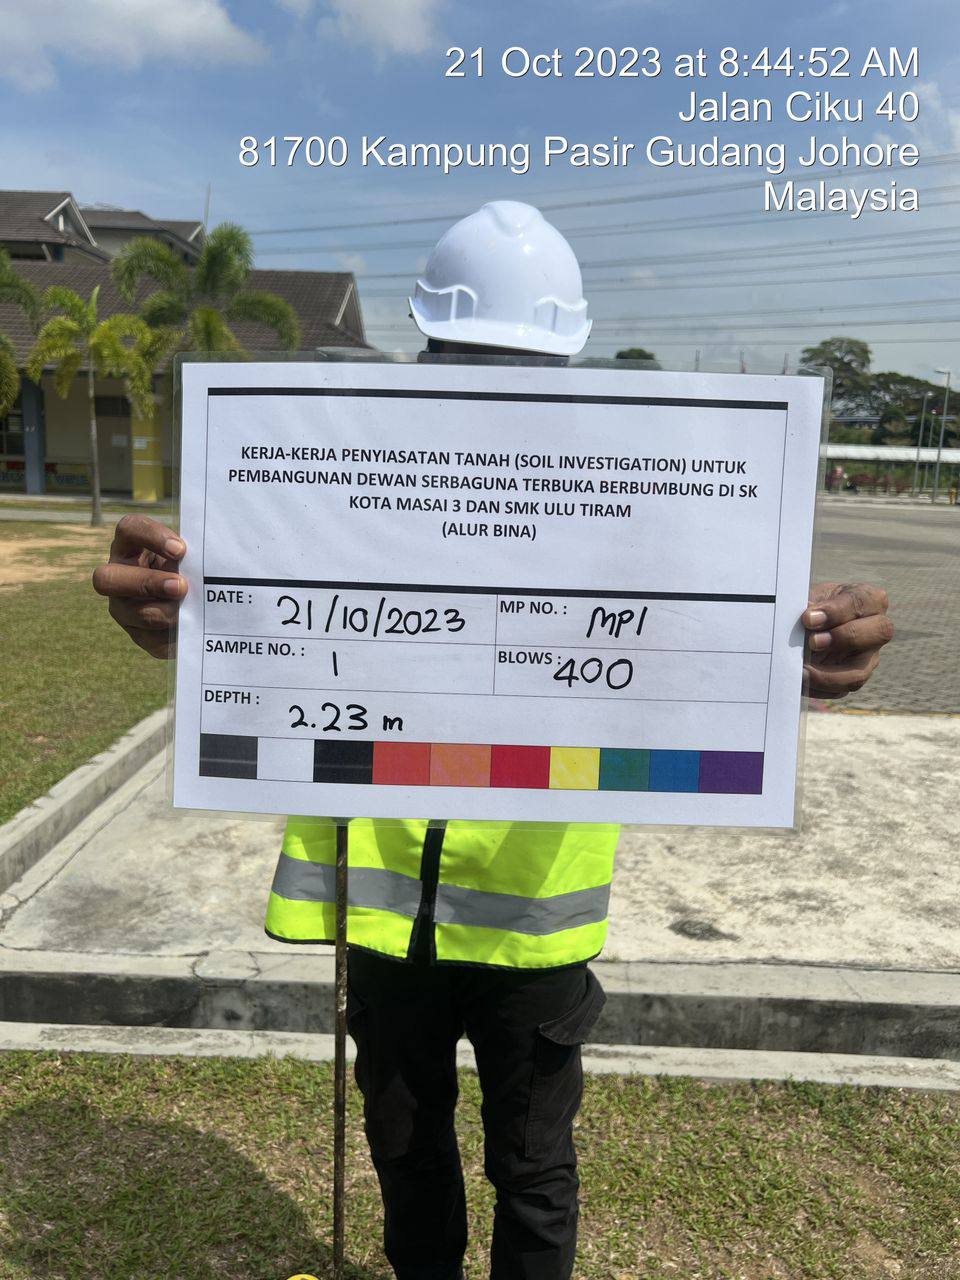 21 Oct 2023 at 8:44:52 AM
Jalan Ciku 40
81700 Kampung Pasir Gudang Johore
Malaysia
KERJA-KERJA PENYIASATAN TANAH (SOIL INVESTIGATION) UNTUK
PEMBANGUNAN DEWAN SERBAGUNA TERBUKA BERBUMBUNG DI SK
KOTA MASAI 3 DAN SMK ULU TIRAM
(ALUR BINA)
DATE : 21/10/2023 MP NO. : MP1
SAMPLE NO. : 1 BLOWS : 400
DEPTH : 2.23 m